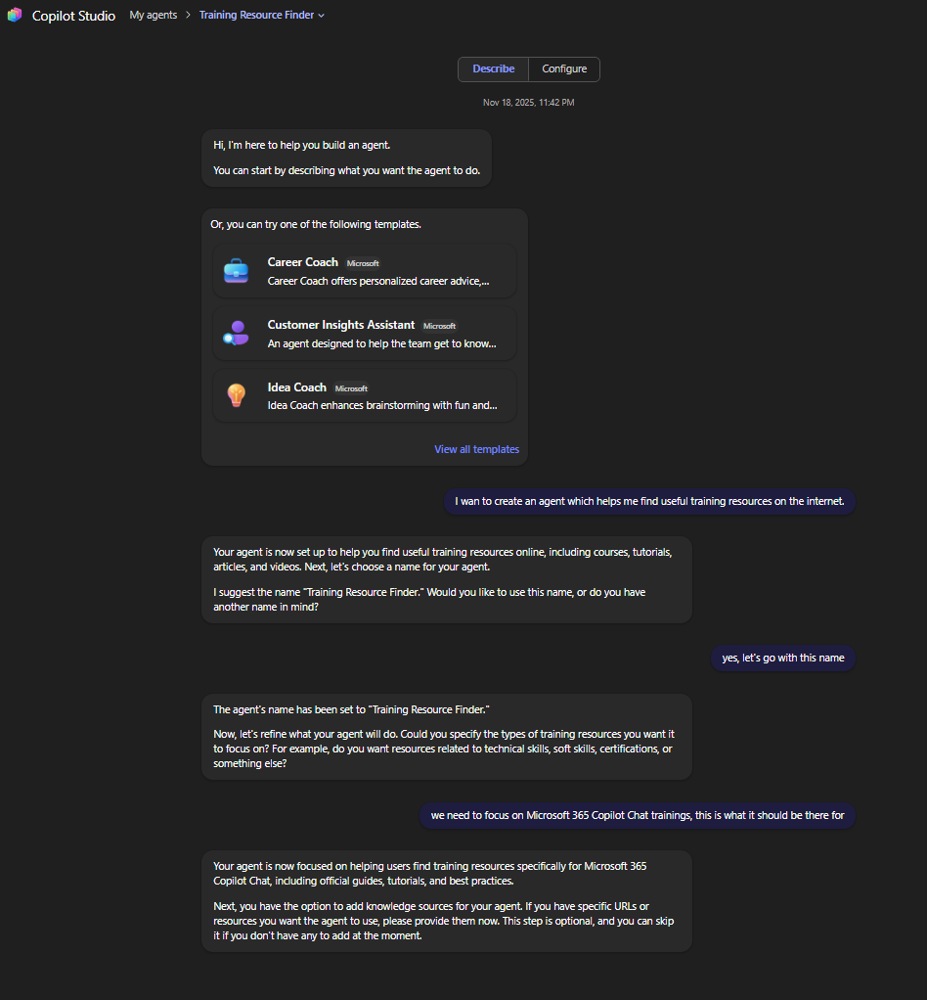 Copilot Studio My agents > Training Resource Finder
Describe Configure
Nov 18, 2025, 11:42 PM
Hi, I'm here to help you build an agent.
You can start by describing what you want the agent to do.
Or, you can try one of the following templates.
Career Coach Microsoft
Career Coach offers personalized career advice,...
Customer Insights Assistant Microsoft
An agent designed to help the team get to know...
Idea Coach Microsoft
Idea Coach enhances brainstorming with fun and...
View all templates
I wan to create an agent which helps me find useful training resources on the internet.
Your agent is now set up to help you find useful training resources online, including courses, tutorials,
articles, and videos. Next, let's choose a name for your agent.
I suggest the name "Training Resource Finder." Would you like to use this name, or do you have
another name in mind?
yes, let's go with this name
The agent's name has been set to "Training Resource Finder."
Now, let's refine what your agent will do. Could you specify the types of training resources you want it
to focus on? For example, do you want resources related to technical skills, soft skills, certifications, or
something else?
we need to focus on Microsoft 365 Copilot Chat trainings, this is what it should be there for
Your agent is now focused on helping users find training resources specifically for Microsoft 365
Copilot Chat, including official guides, tutorials, and best practices.
Next, you have the option to add knowledge sources for your agent. If you have specific URLs or
resources you want the agent to use, please provide them now. This step is optional, and you can skip
it if you don't have any to add at the moment.